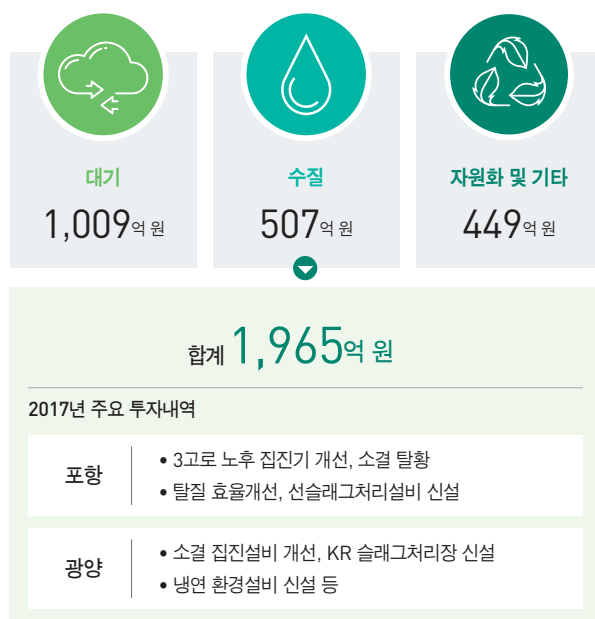 대기
1,009억 원
수질
507억 원
자원화 및 기타
449억 원
합계 1,965억 원
2017년 주요 투자내역
포항
• 3고로 노후 집진기 개선, 소결 탈황
• 탈질 효율개선, 선슬래그처리설비 신설
광양
• 소결 집진설비 개선, KR 슬래그처리장 신설
• 냉연 환경설비 신설 등